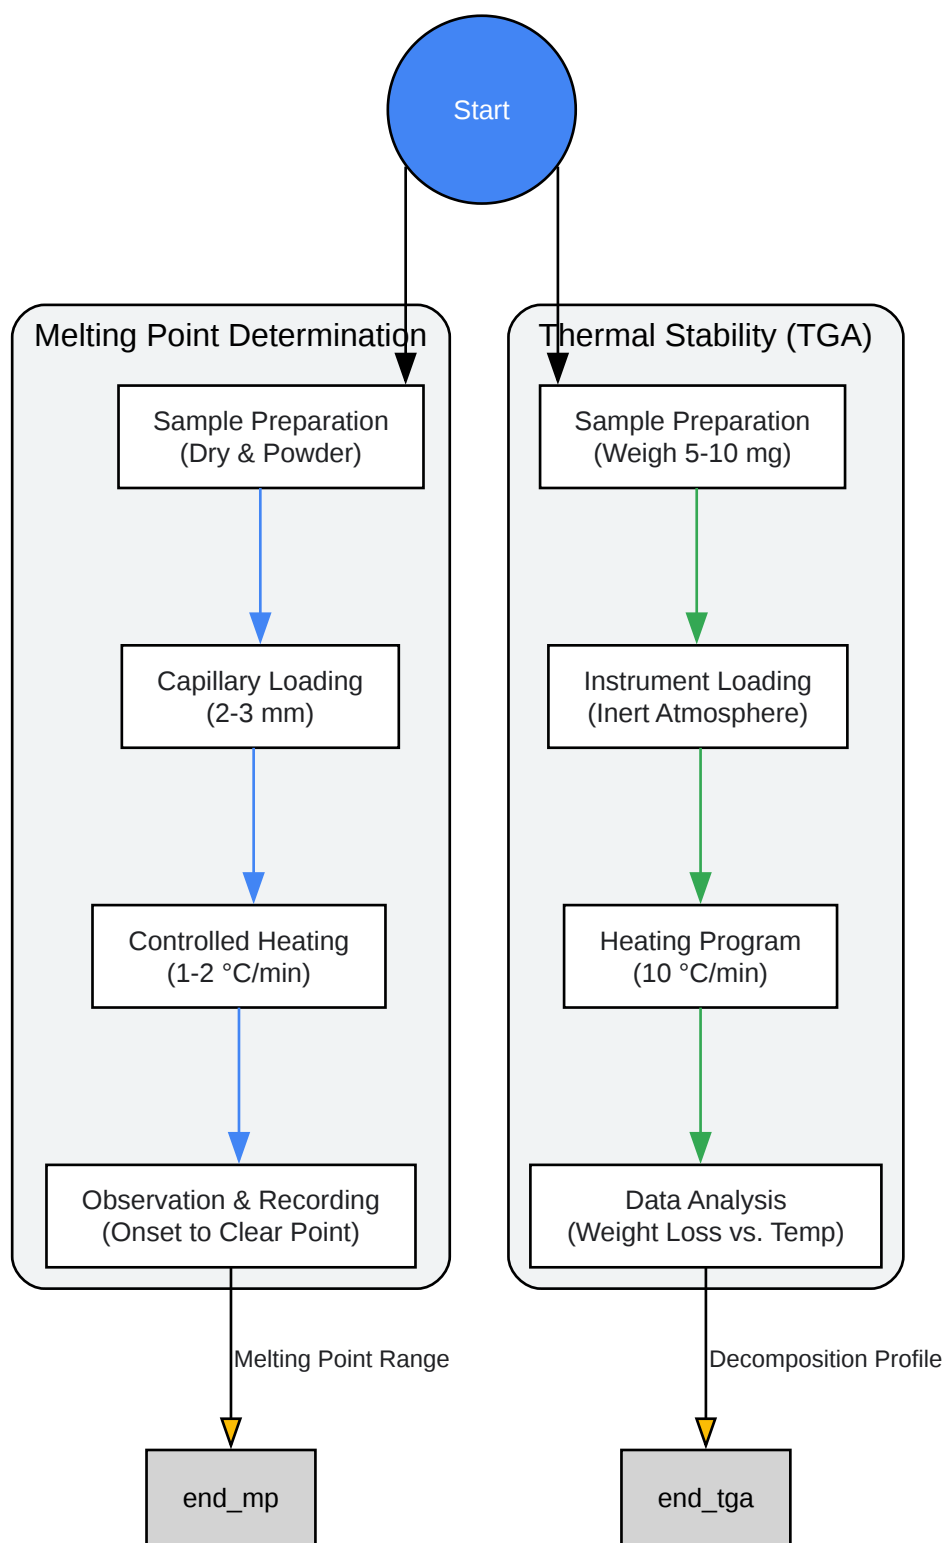 Start
Melting Point Determination
Sample Preparation
(Dry & Powder)
Capillary Loading
(2-3 mm)
Controlled Heating
(1-2 °C/min)
Observation & Recording
(Onset to Clear Point)
Melting Point Range
end_mp
Thermal Stability (TGA)
Sample Preparation
(Weigh 5-10 mg)
Instrument Loading
(Inert Atmosphere)
Heating Program
(10 °C/min)
Data Analysis
(Weight Loss vs. Temp)
Decomposition Profile
end_tga